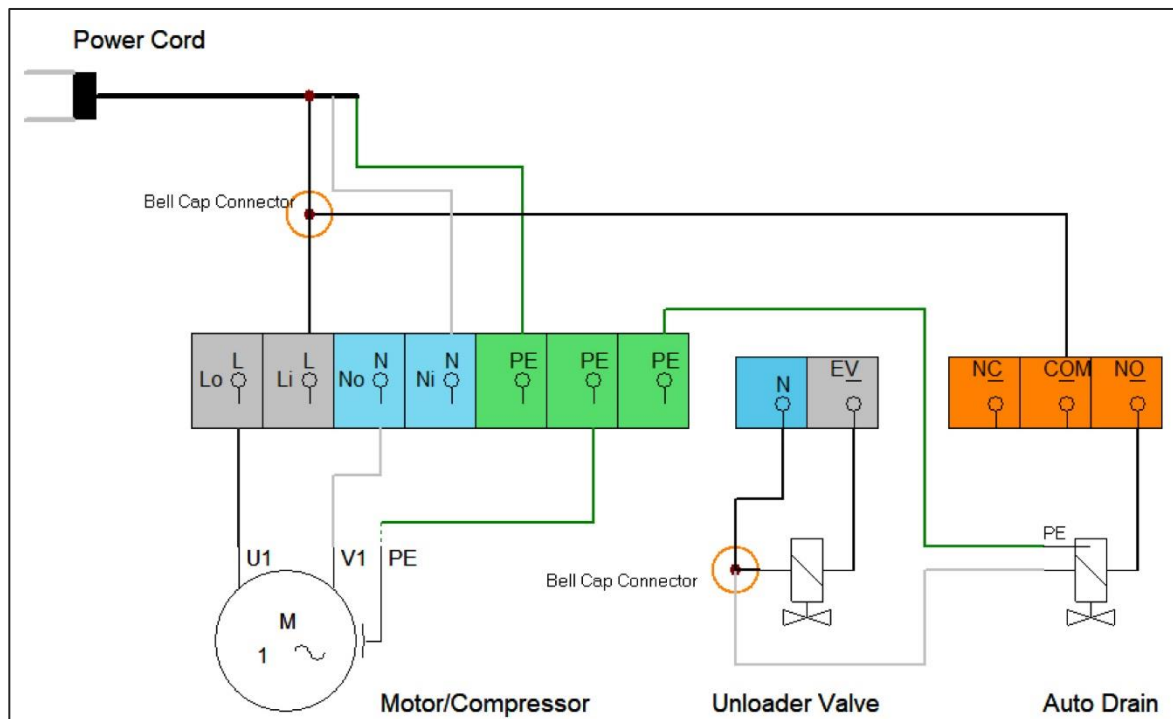 Power Cord
Bell Cap Connector
Lo L
Li L
No N
Ni N
PE
PE
PE
N
EV
NC
COM
NO
U1
V1
PE
PE
Bell Cap Connector
M
1
Motor/Compressor
Unloader Valve
Auto Drain